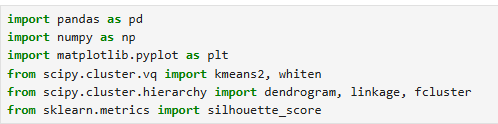 import pandas as pd
import numpy as np
import matplotlib.pyplot as plt
from scipy.cluster.vq import kmeans2, whiten
from scipy.cluster.hierarchy import dendrogram, linkage, fcluster
from sklearn.metrics import silhouette_score